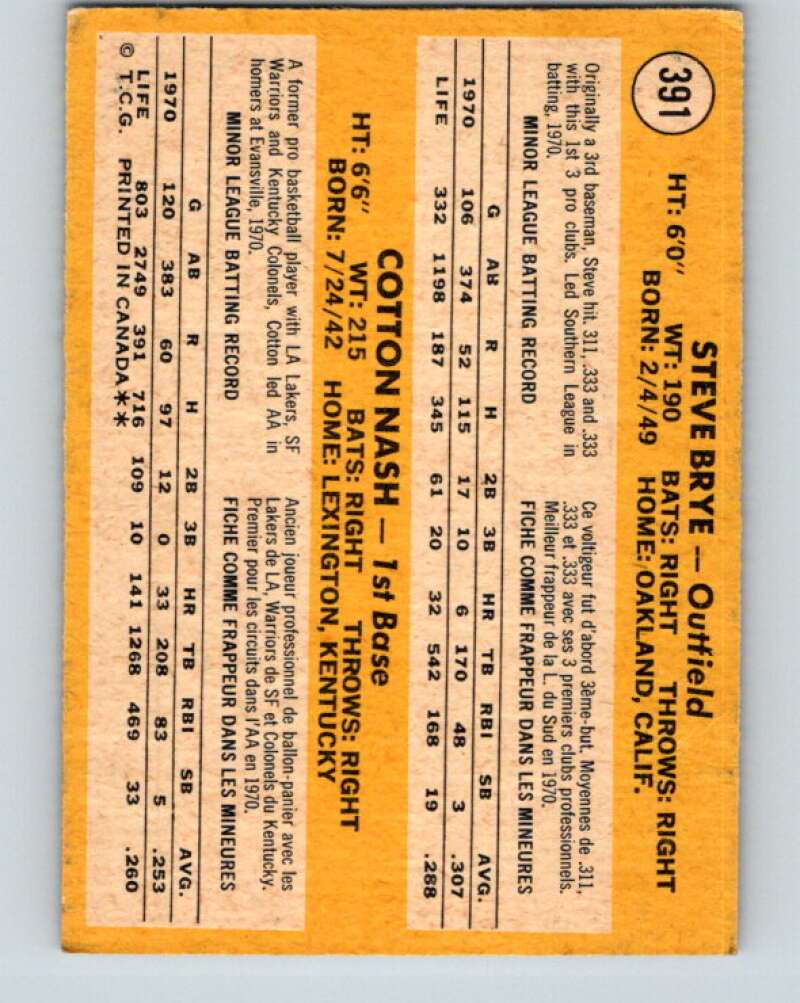 391
STEVE BRYE — Outfield
HT: 6'0" WT: 190 BATS: RIGHT THROWS: RIGHT
BORN: 2/4/49 HOME: OAKLAND, CALIF.
Originally a 3rd baseman, Steve hit. 311, .333 and .333
with this 1st 3 pro clubs. Led Southern League in
batting, 1970.
MINOR LEAGUE BATTING RECORD
Ce voltigeur fut d'abord 3ème-but. Moyennes de .311,
.333 et .333 avec ses 3 premiers clubs professionnels.
Meilleur frappeur de la L. du Sud en 1970.
FICHE COMME FRAPPEUR DANS LES MINEURES
G AB R H 2B 3B HR TB RBI SB AVG.
1970 106 374 52 115 17 10 6 170 48 3 .307
LIFE 332 1198 187 345 61 20 32 542 168 19 .288
COTTON NASH — 1st Base
HT: 6'6" WT: 215 BATS: RIGHT THROWS: RIGHT
BORN: 7/24/42 HOME: LEXINGTON, KENTUCKY
A former pro basketball player with LA Lakers, SF
Warriors and Kentucky Colonels, Cotton led AA in
homers at Evansville, 1970.
MINOR LEAGUE BATTING RECORD
Ancien joueur professionnel de ballon-panier avec les
Lakers de LA, Warriors de SF et Colonels du Kentucky.
Premier pour les circuits dans l'AA en 1970.
FICHE COMME FRAPPEUR DANS LES MINEURES
G AB R H 2B 3B HR TB RBI SB AVG.
1970 120 383 60 97 12 0 33 208 83 5 .253
LIFE 803 2749 391 716 109 10 141 1268 469 33 .260
© T.C.G. PRINTED IN CANADA**